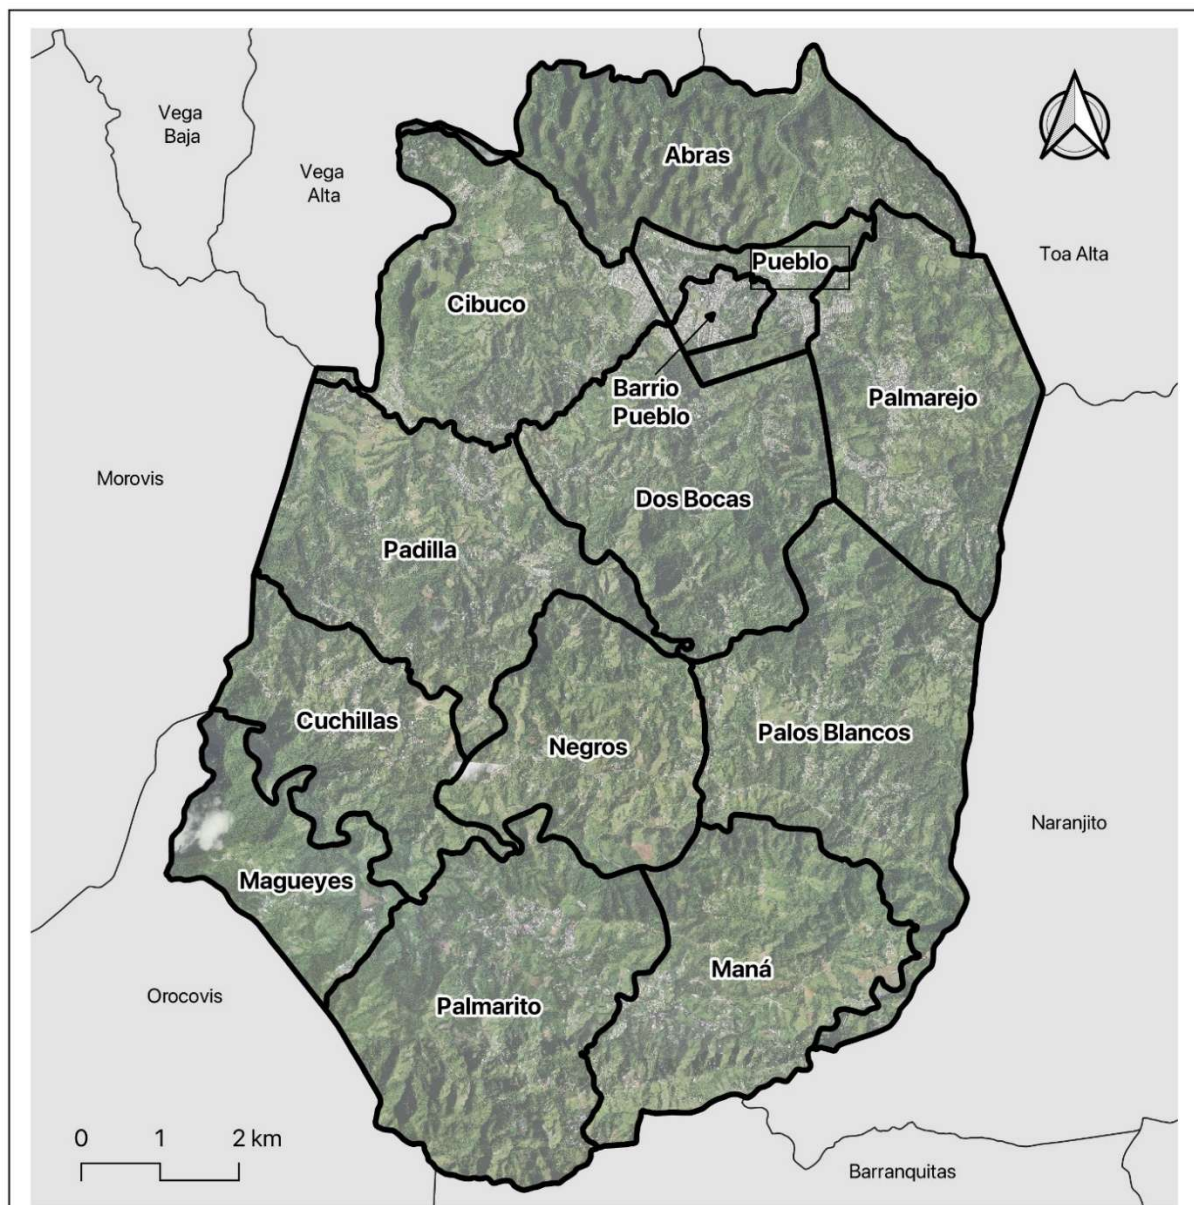 Vega
Baja
Vega
Alta
Abras
Toa Alta
Pueblo
Cibuco
Barrio
Pueblo
Palmarejo
Morovis
Dos Bocas
Padilla
Cuchillas
Negros
Palos Blancos
Naranjito
Magueyes
Maná
Orocovis
Palmarito
0 1 2 km
Barranquitas